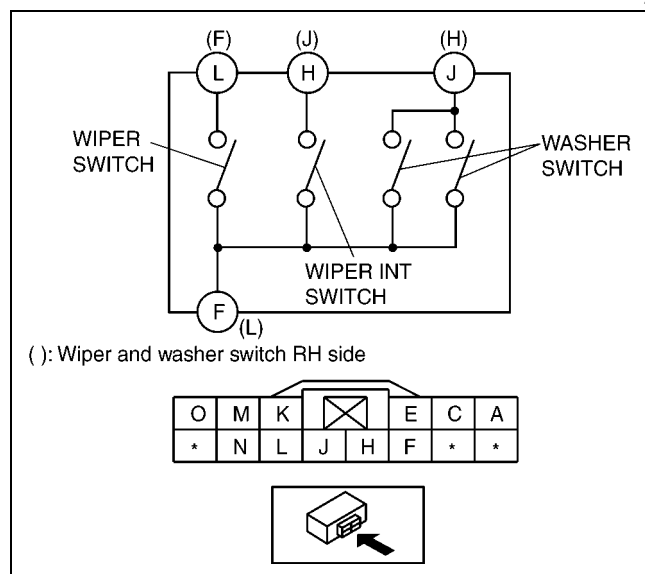 (F) (J) (H)
L H J
WIPER
SWITCH
WASHER
SWITCH
WIPER INT
SWITCH
F
(L)
( ): Wiper and washer switch RH side
O M K E C A
* N L J H F * *